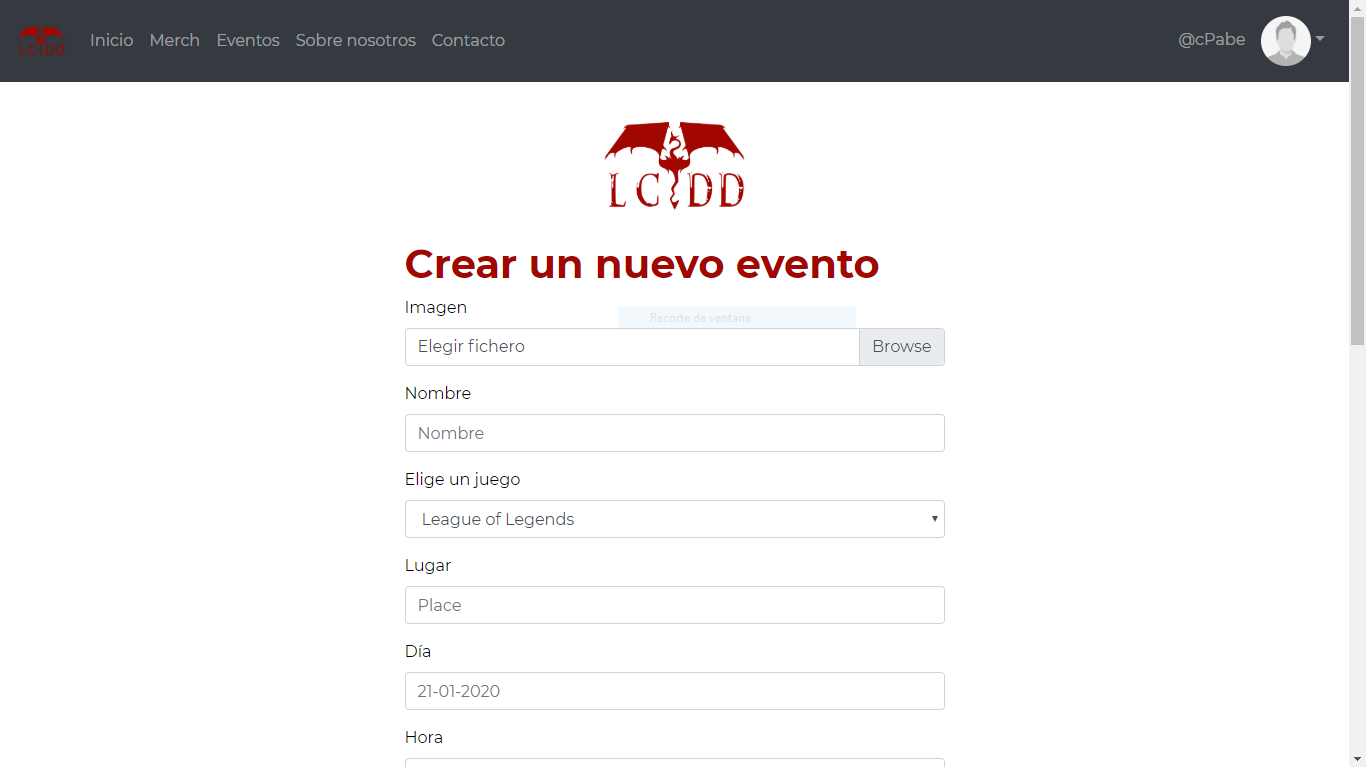 LCDD Inicio Merch Eventos Sobre nosotros Contacto @cPabe
LCDD
Crear un nuevo evento
Imagen
Recorte de ventana
Elegir fichero Browse
Nombre
Nombre
Elige un juego
League of Legends
Lugar
Place
Día
21-01-2020
Hora